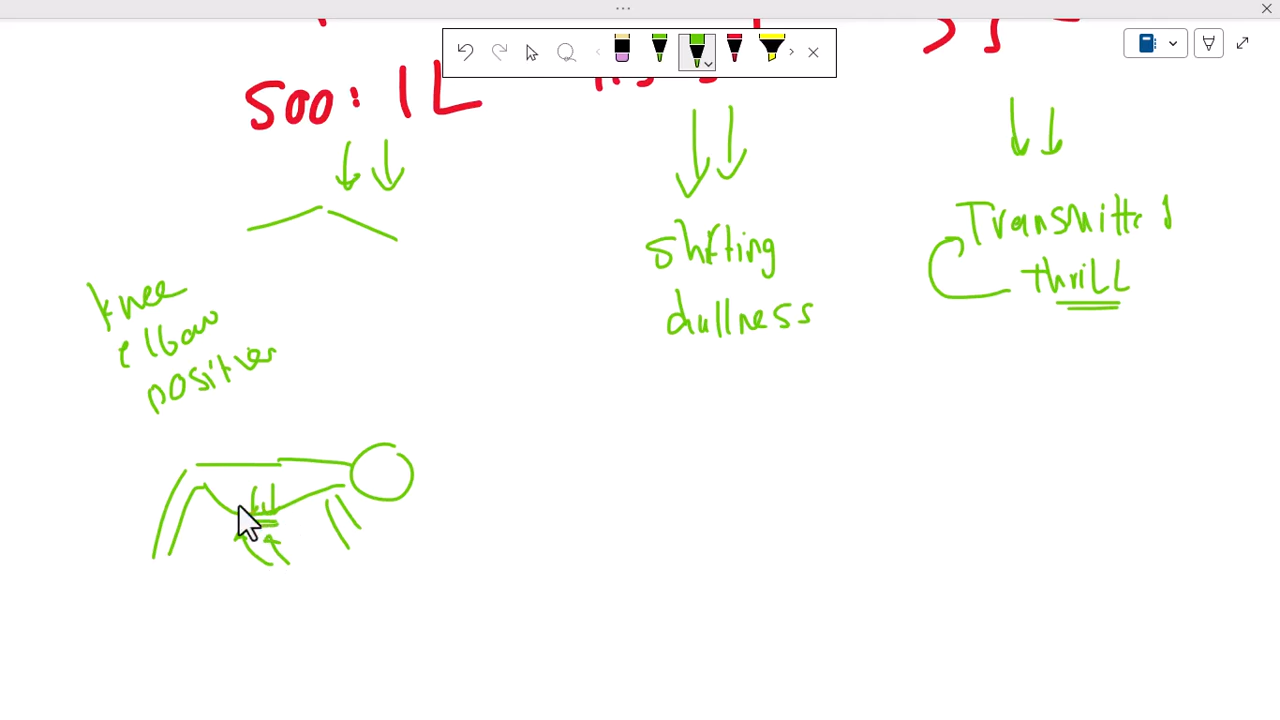 500: 1L
shifting
dullness
Transmitted
thrill
knee
elbow
position